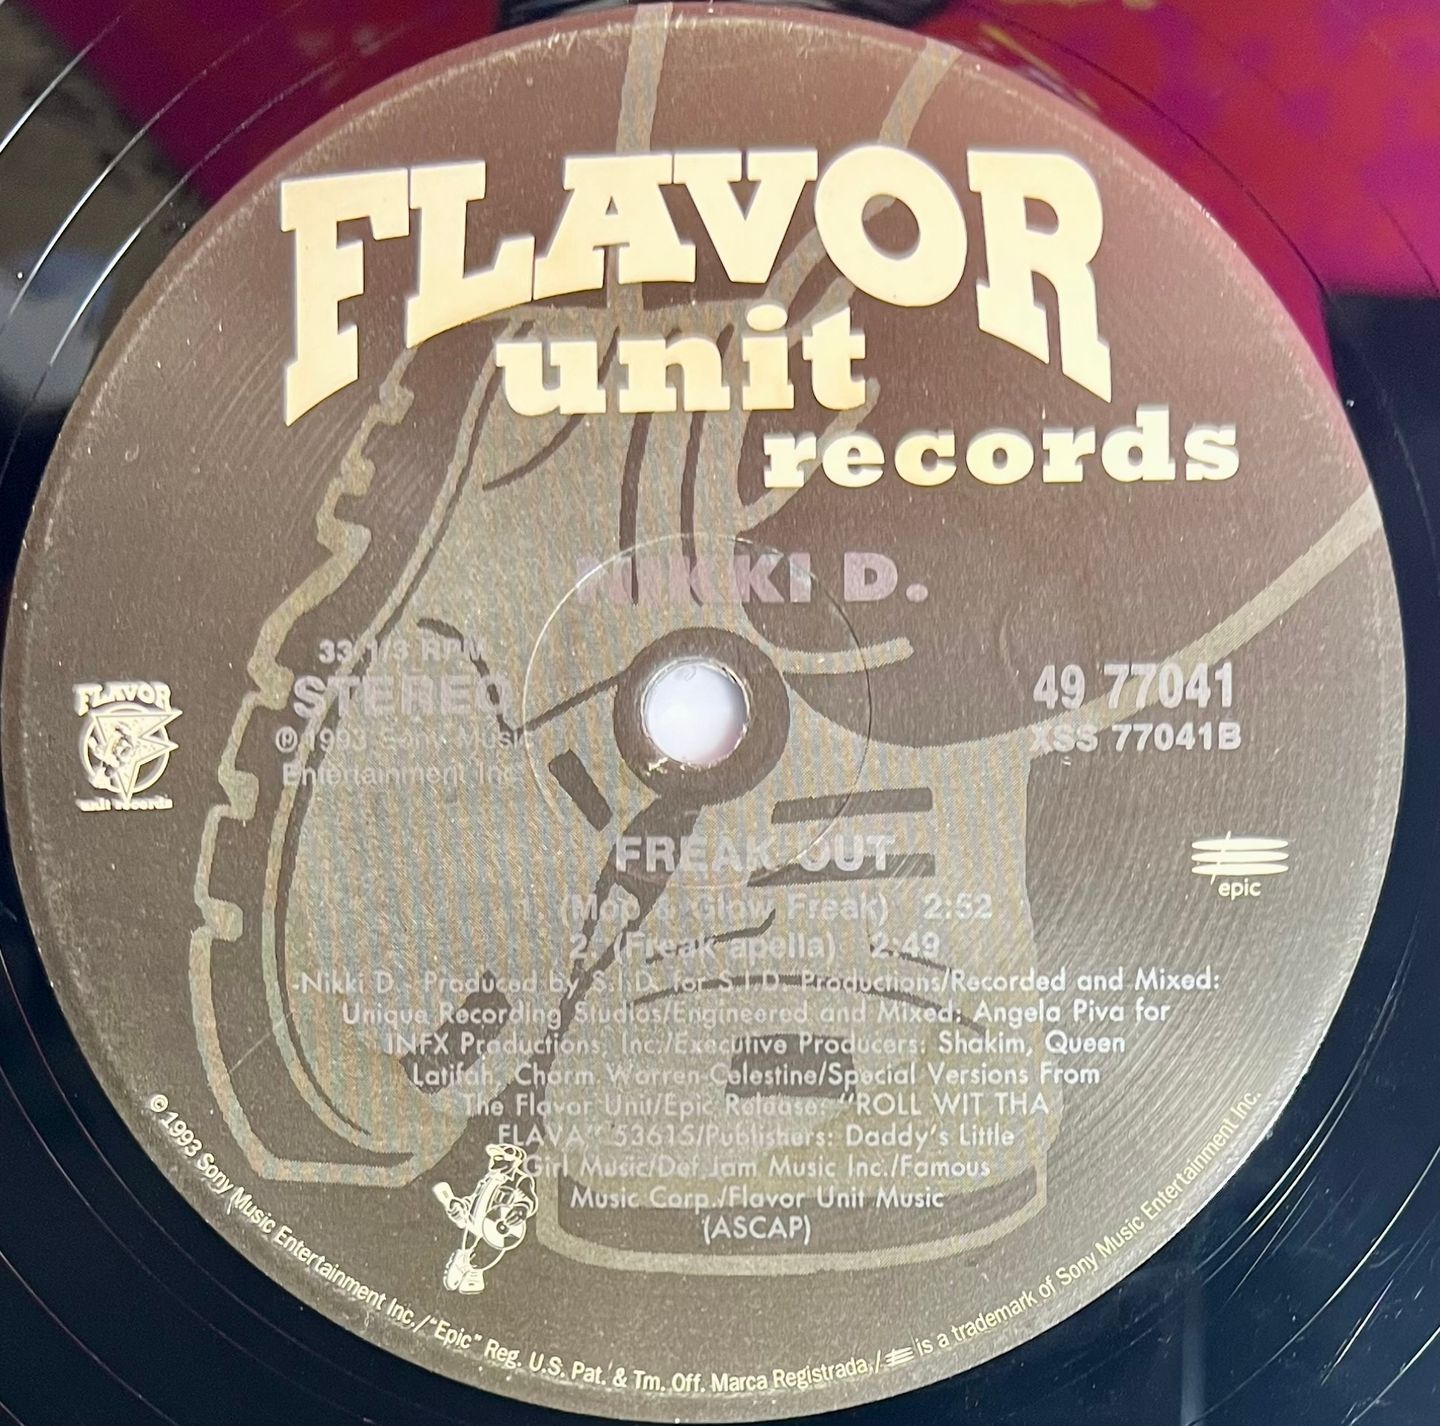 FLAVOR
unit
records
NIKKI D.
33 1/3 RPM
STEREO
℗ 1993 Sony Music
Entertainment Inc.
49 77041
XSS 77041B
FLAVOR
unit records
epic
FREAK OUT
1. (Mop & Glow Freak) 2:52
2. (Freak apella) 2:49
-Nikki D.- Produced by S.I.D. for S.I.D. Productions/Recorded and Mixed:
Unique Recording Studios/Engineered and Mixed: Angela Piva for
INFX Productions, Inc./Executive Producers: Shakim, Queen
Latifah, Charm Warren-Celestine/Special Versions From
The Flavor Unit/Epic Release: "ROLL WIT THA
FLAVA" 53615/Publishers: Daddy's Little
Girl Music/Def Jam Music Inc./Famous
Music Corp./Flavor Unit Music
(ASCAP)
© 1993 Sony Music Entertainment Inc./"Epic" Reg. U.S. Pat. & Tm. Off. Marca Registrada./ is a trademark of Sony Music Entertainment Inc.